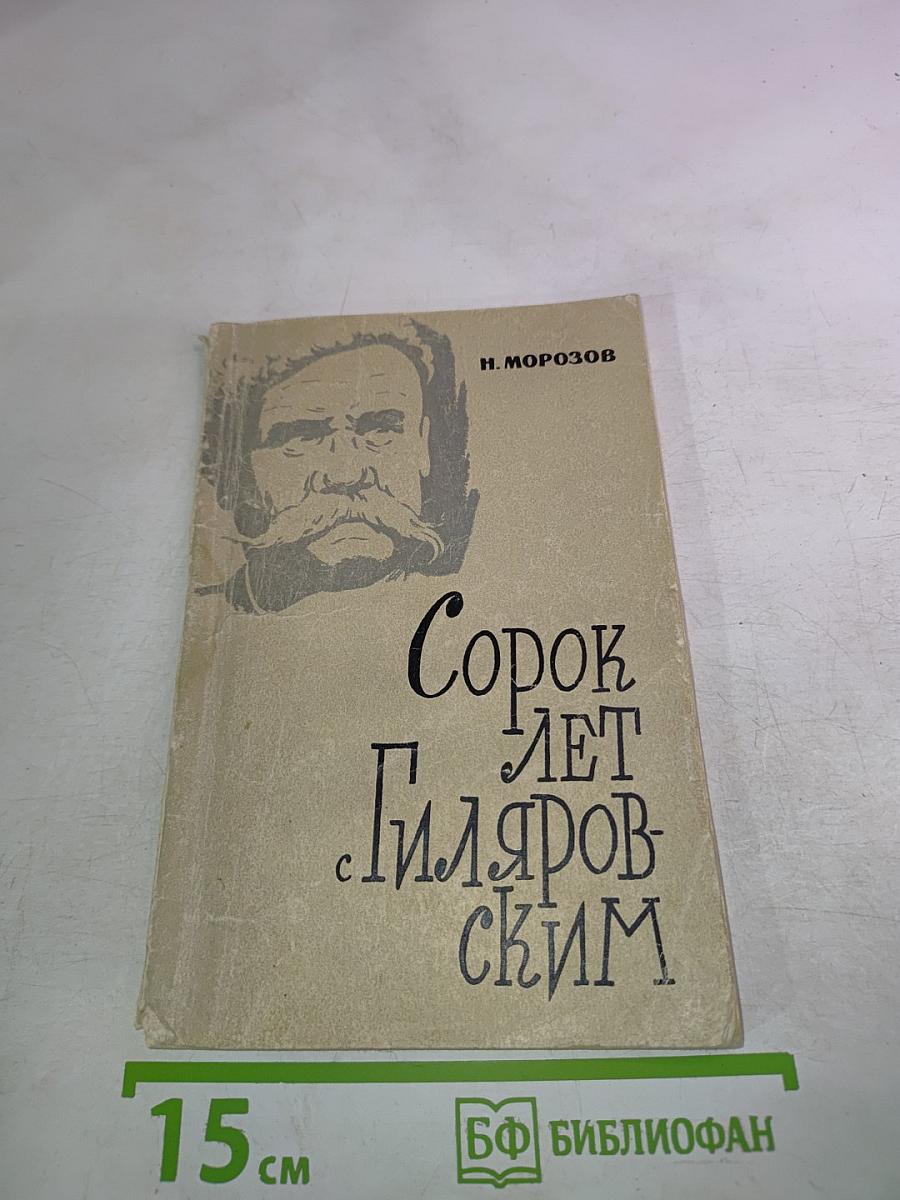 Н. МОРОЗОВ
Сорок
лет
с Гиляров-
ским
15 см
БФ БИБЛИОФАН